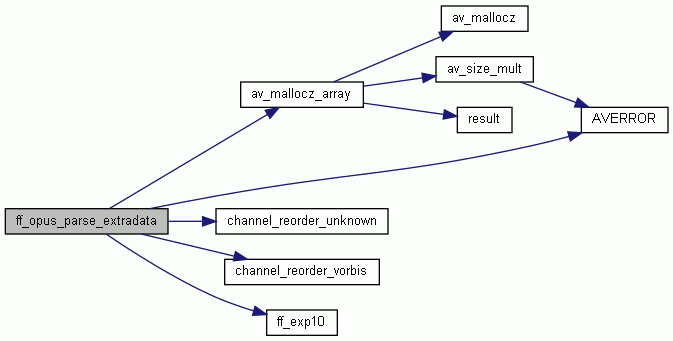 av_mallocz
av_size_mult
av_mallocz_array
result
AVERROR
ff_opus_parse_extradata
channel_reorder_unknown
channel_reorder_vorbis
ff_exp10